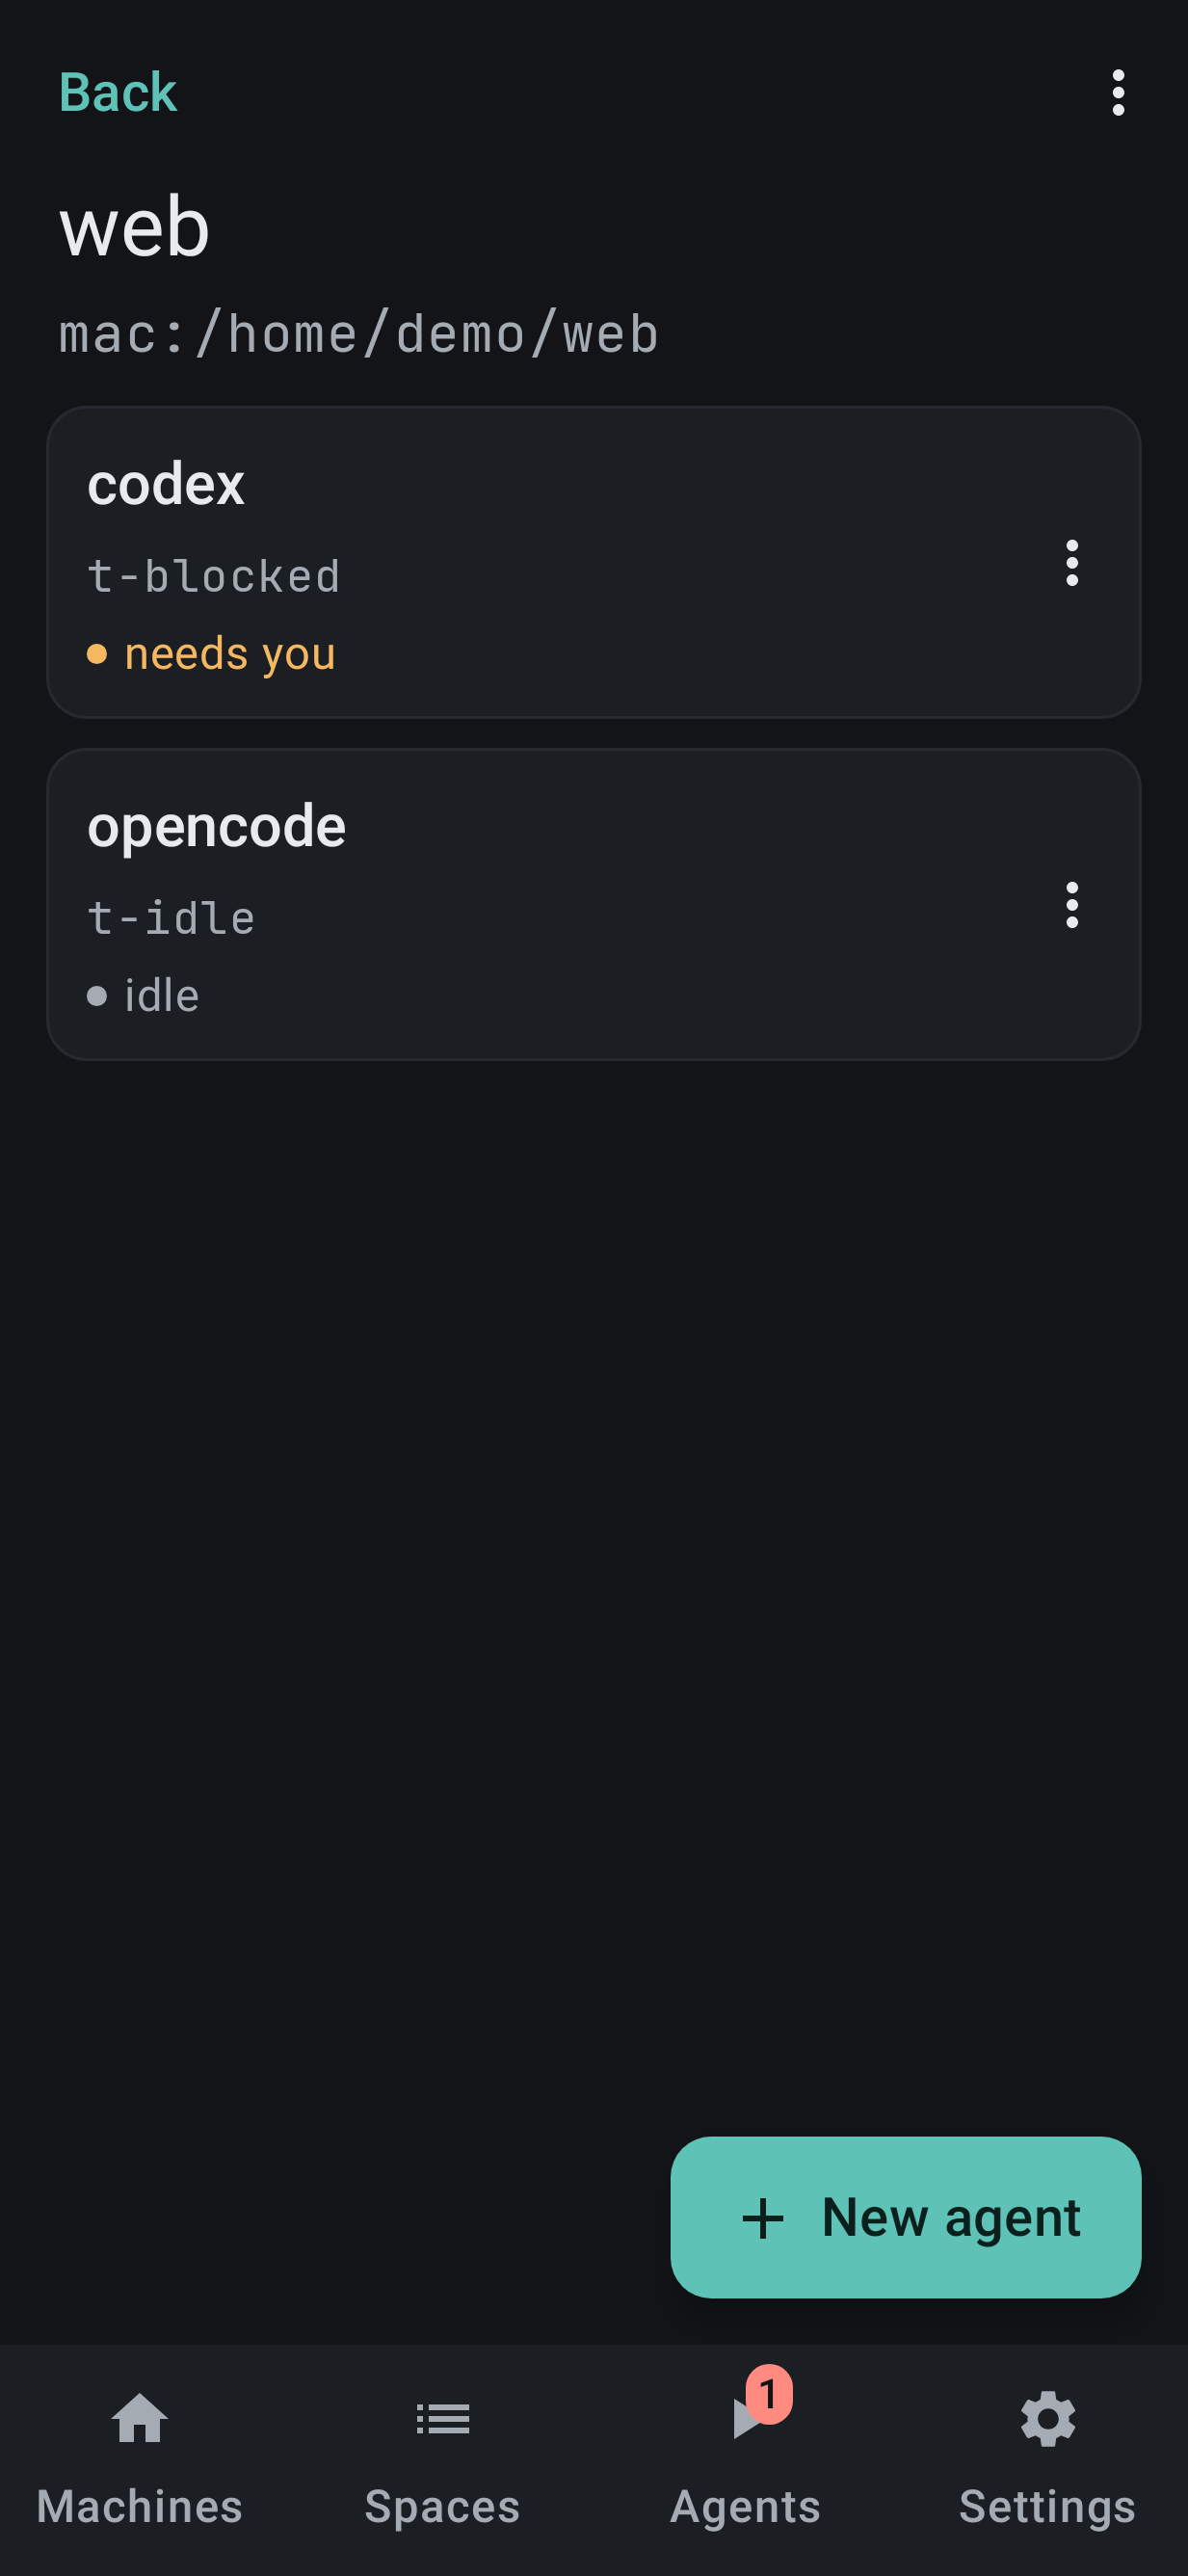 Back
web
mac:/home/demo/web
codex
t-blocked
needs you
opencode
t-idle
idle
New agent
1
Machines
Spaces
Agents
Settings